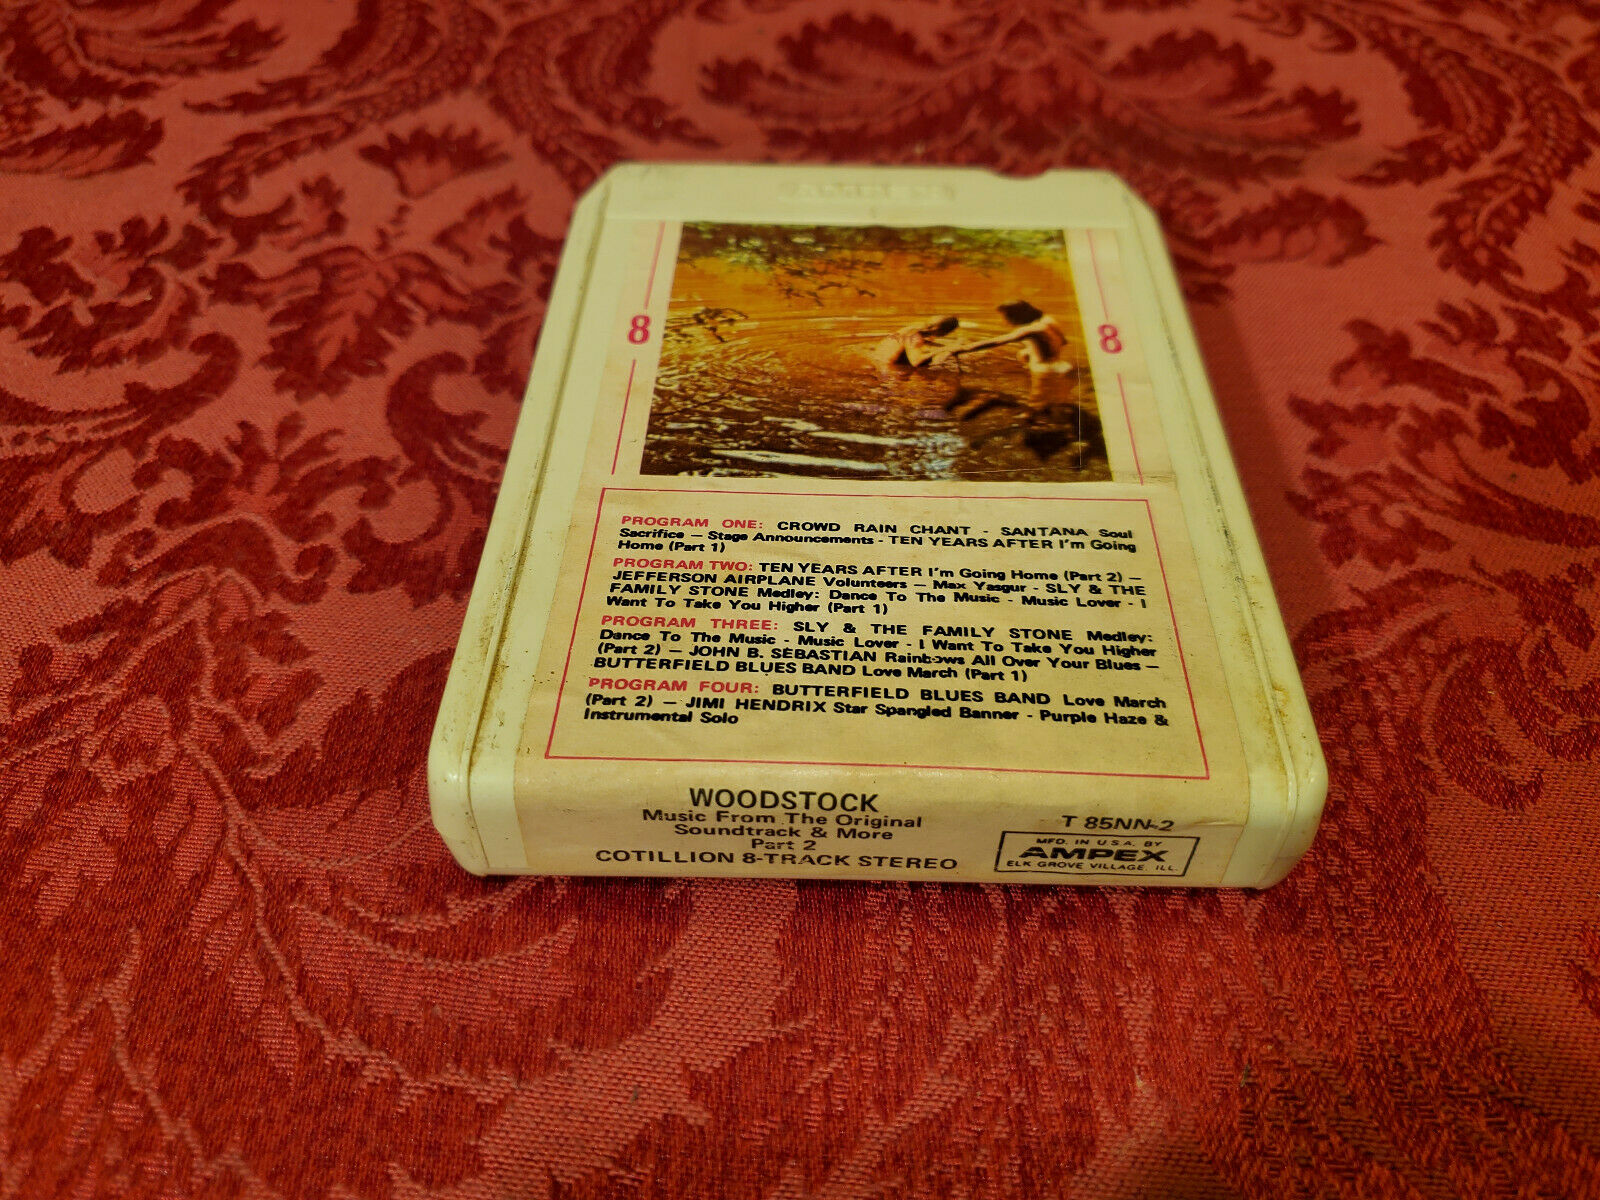 AMPEX
8 8
PROGRAM ONE: CROWD RAIN CHANT - SANTANA Soul
Sacrifice — Stage Announcements - TEN YEARS AFTER I'm Going
Home (Part 1)
PROGRAM TWO: TEN YEARS AFTER I'm Going Home (Part 2) —
JEFFERSON AIRPLANE Volunteers — Max Yasgur - SLY & THE
FAMILY STONE Medley: Dance To The Music - Music Lover - I
Want To Take You Higher (Part 1)
PROGRAM THREE: SLY & THE FAMILY STONE Medley:
Dance To The Music - Music Lover - I Want To Take You Higher
(Part 2) — JOHN B. SEBASTIAN Rainbows All Over Your Blues —
BUTTERFIELD BLUES BAND Love March (Part 1)
PROGRAM FOUR: BUTTERFIELD BLUES BAND Love March
(Part 2) — JIMI HENDRIX Star Spangled Banner - Purple Haze &
Instrumental Solo
WOODSTOCK
Music From The Original
Soundtrack & More
Part 2
COTILLION 8-TRACK STEREO
T 85NN-2
MFD. IN U.S.A. BY
AMPEX
ELK GROVE VILLAGE, ILL.